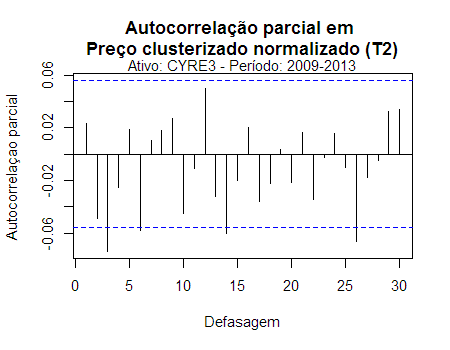 Autocorrelação parcial em
Preço clusterizado normalizado (T2)
Ativo: CYRE3 - Período: 2009-2013
Autocorrelaçao parcial
0.06
0.02
-0.02
-0.06
0 5 10 15 20 25 30
Defasagem